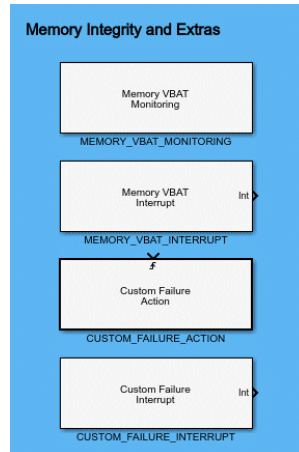 Memory Integrity and Extras
Memory VBAT
Monitoring
MEMORY_VBAT_MONITORING
Memory VBAT
Interrupt
Int
MEMORY_VBAT_INTERRUPT
Custom Failure
Action
CUSTOM_FAILURE_ACTION
Custom Failure
Interrupt
Int
CUSTOM_FAILURE_INTERRUPT